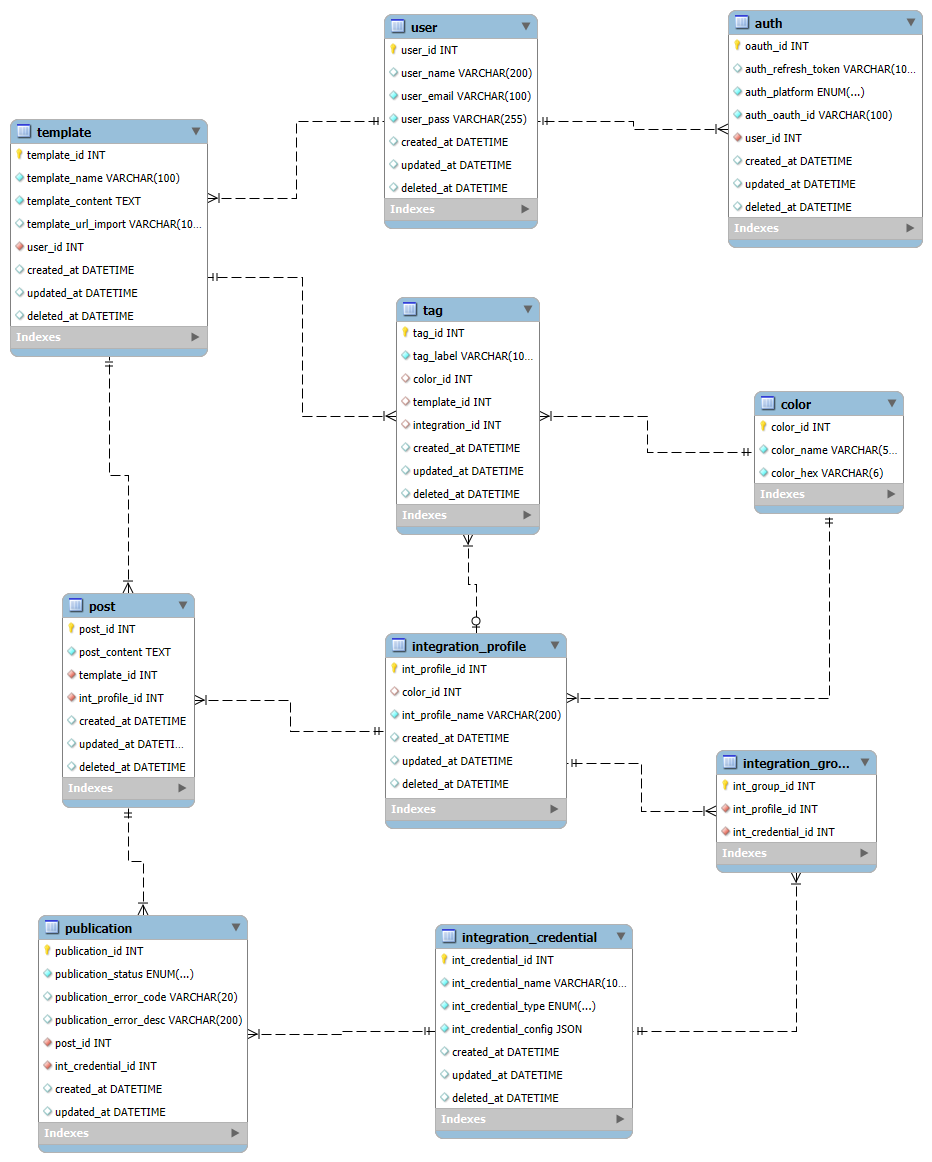 user
user_id INT
user_name VARCHAR(200)
user_email VARCHAR(100)
user_pass VARCHAR(255)
created_at DATETIME
updated_at DATETIME
deleted_at DATETIME
Indexes
auth
oauth_id INT
auth_refresh_token VARCHAR(10...
auth_platform ENUM(...)
auth_oauth_id VARCHAR(100)
user_id INT
created_at DATETIME
updated_at DATETIME
deleted_at DATETIME
Indexes
template
template_id INT
template_name VARCHAR(100)
template_content TEXT
template_url_import VARCHAR(10...
user_id INT
created_at DATETIME
updated_at DATETIME
deleted_at DATETIME
Indexes
tag
tag_id INT
tag_label VARCHAR(10...
color_id INT
template_id INT
integration_id INT
created_at DATETIME
updated_at DATETIME
deleted_at DATETIME
Indexes
color
color_id INT
color_name VARCHAR(5...
color_hex VARCHAR(6)
Indexes
post
post_id INT
post_content TEXT
template_id INT
int_profile_id INT
created_at DATETIME
updated_at DATETI...
deleted_at DATETIME
Indexes
integration_profile
int_profile_id INT
color_id INT
int_profile_name VARCHAR(200)
created_at DATETIME
updated_at DATETIME
deleted_at DATETIME
Indexes
integration_gro...
int_group_id INT
int_profile_id INT
int_credential_id INT
Indexes
publication
publication_id INT
publication_status ENUM(...)
publication_error_code VARCHAR(20)
publication_error_desc VARCHAR(200)
post_id INT
int_credential_id INT
created_at DATETIME
updated_at DATETIME
Indexes
integration_credential
int_credential_id INT
int_credential_name VARCHAR(10...
int_credential_type ENUM(...)
int_credential_config JSON
created_at DATETIME
updated_at DATETIME
deleted_at DATETIME
Indexes